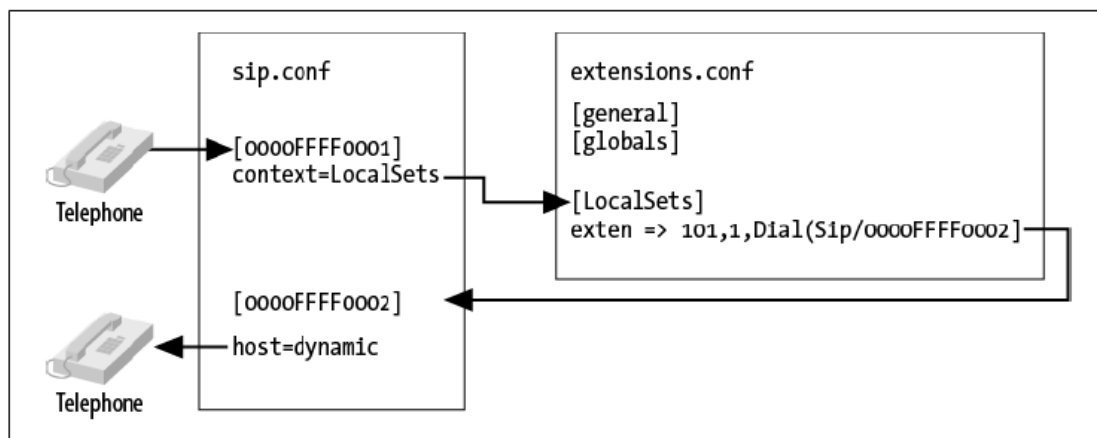 sip.conf
[0000FFFF0001]
context=LocalSets
Telephone
[0000FFFF0002]
host=dynamic
Telephone
extensions.conf
[general]
[globals]
[LocalSets]
exten => 101,1,Dial(Sip/0000FFFF0002]